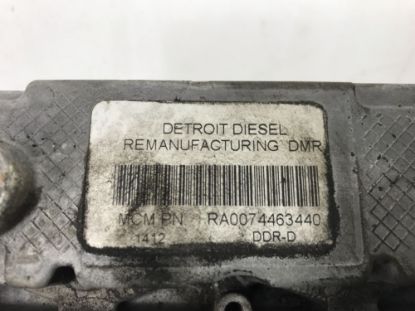 DETROIT DIESEL
REMANUFACTURING DMR
MCM PN RA0074463440
1412 DDR-D